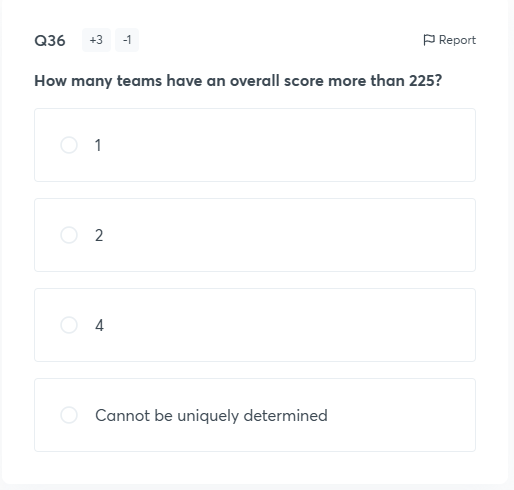 Q36 +3 -1 Report
How many teams have an overall score more than 225?
1
2
4
Cannot be uniquely determined